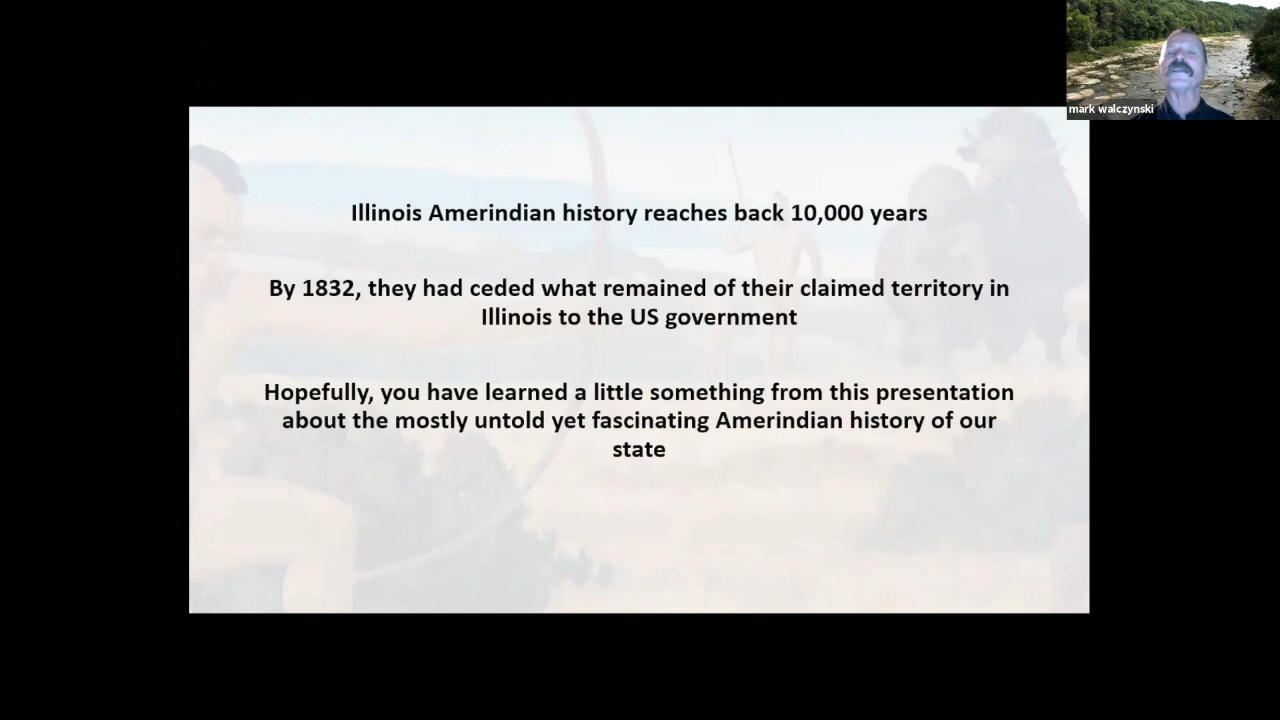 mark walczynski
Illinois Amerindian history reaches back 10,000 years
By 1832, they had ceded what remained of their claimed territory in
Illinois to the US government
Hopefully, you have learned a little something from this presentation
about the mostly untold yet fascinating Amerindian history of our
state